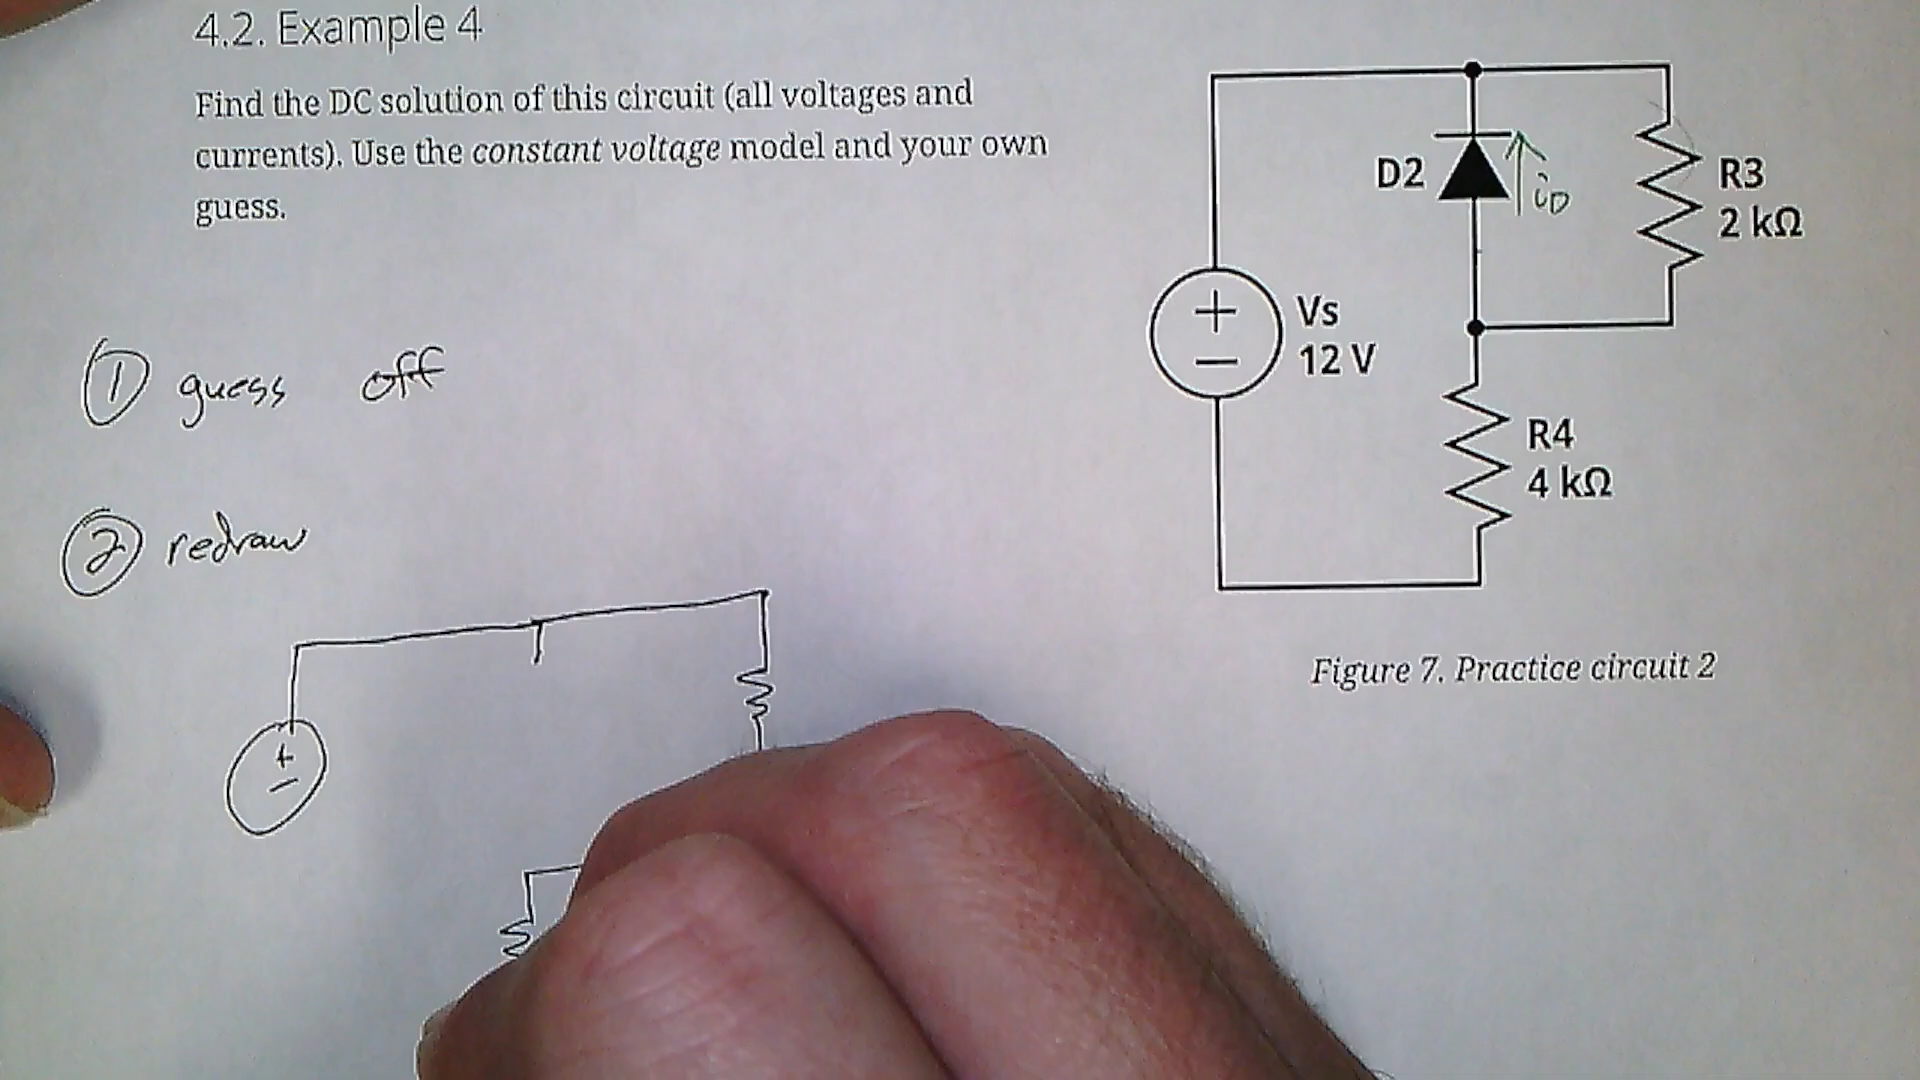 4.2. Example 4
Find the DC solution of this circuit (all voltages and
currents). Use the constant voltage model and your own
guess.
① guess off
② redraw
+
−
D2
iD
R3
2 kΩ
+
−
Vs
12 V
R4
4 kΩ
Figure 7. Practice circuit 2